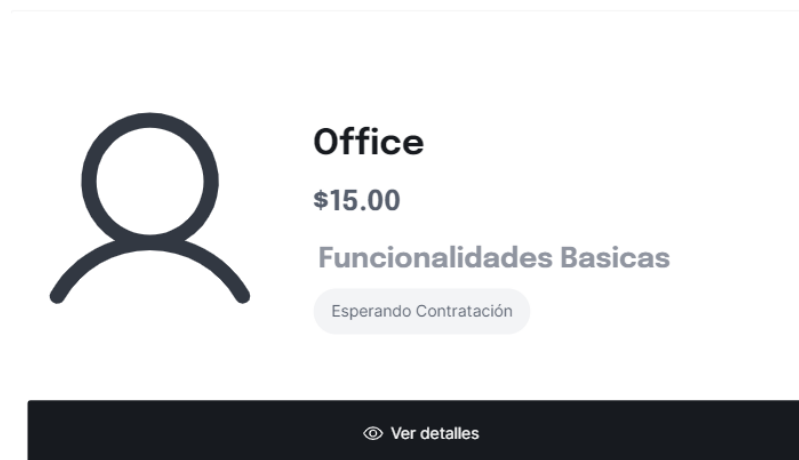 Office
$15.00
Funcionalidades Basicas
Esperando Contratación
Ver detalles